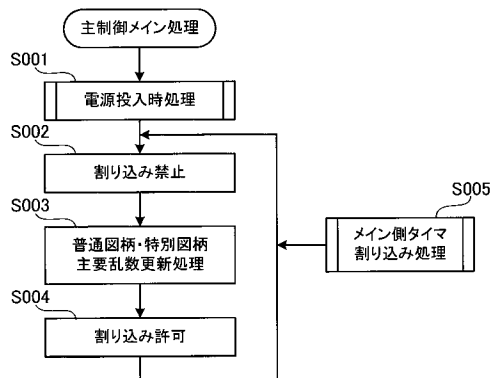 主制御メイン処理
S001
電源投入時処理
S002
割り込み禁止
S003
普通図柄・特別図柄
主要乱数更新処理
S004
割り込み許可
S005
メイン側タイマ
割り込み処理